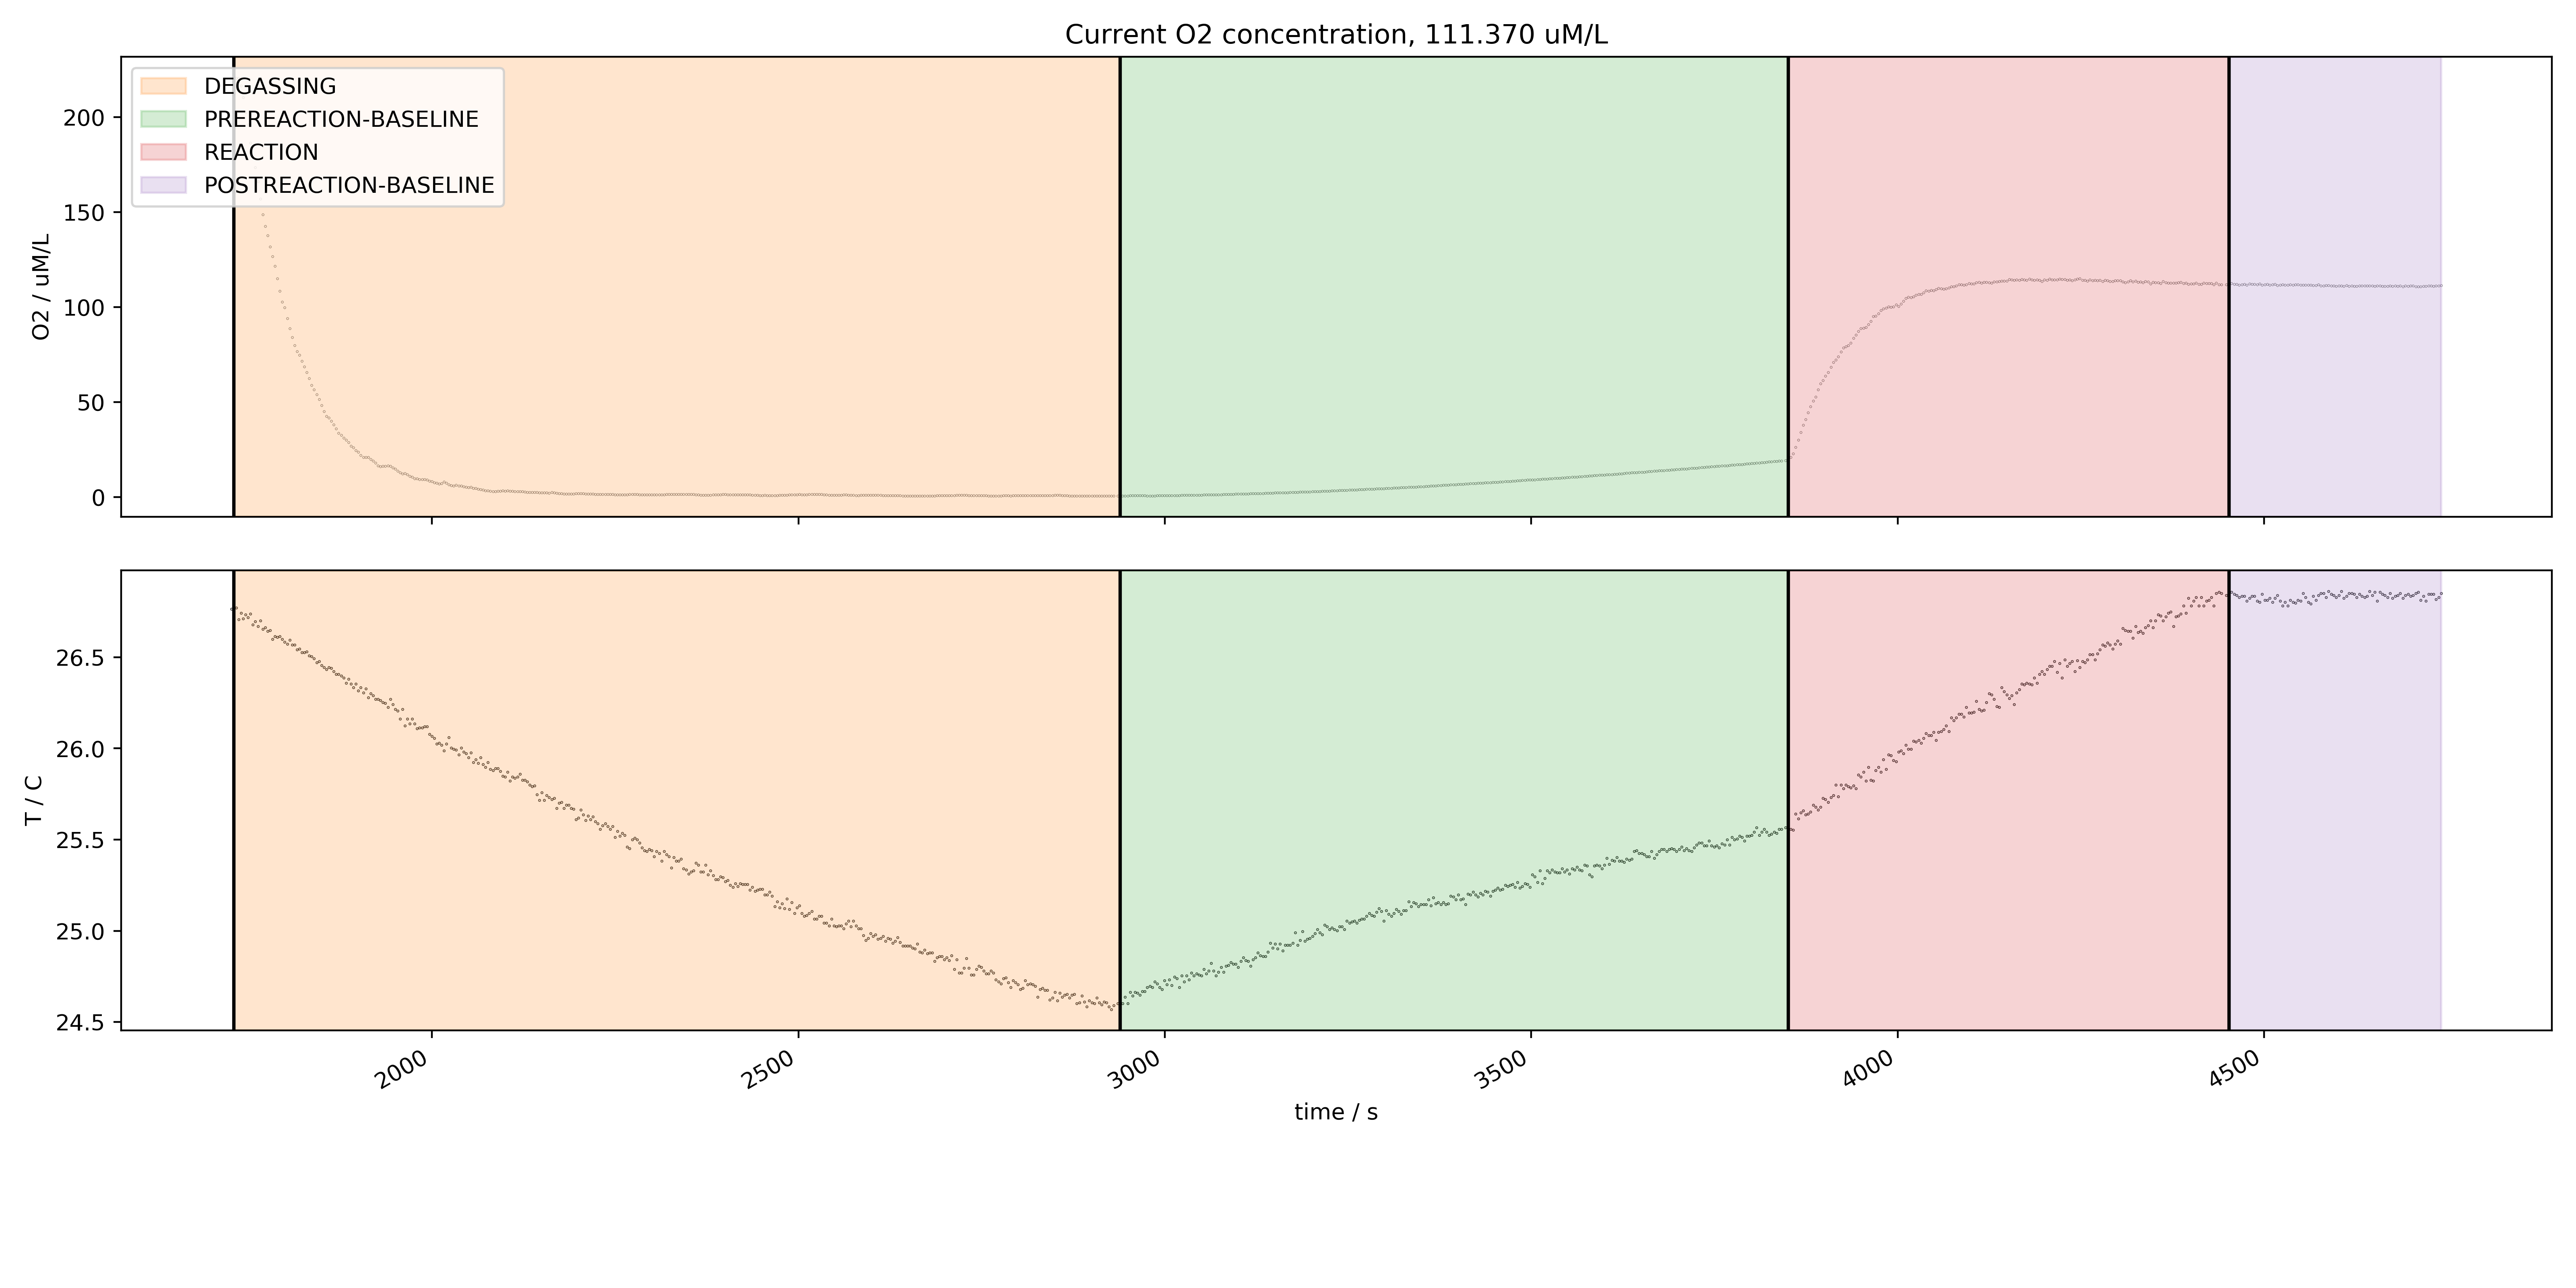 Current O2 concentration, 111.370 uM/L
DEGASSING
PREREACTION-BASELINE
REACTION
POSTREACTION-BASELINE
200
150
100
50
0
O2 / uM/L
26.5
26.0
25.5
25.0
24.5
T / C
2000
2500
3000
3500
4000
4500
time / s